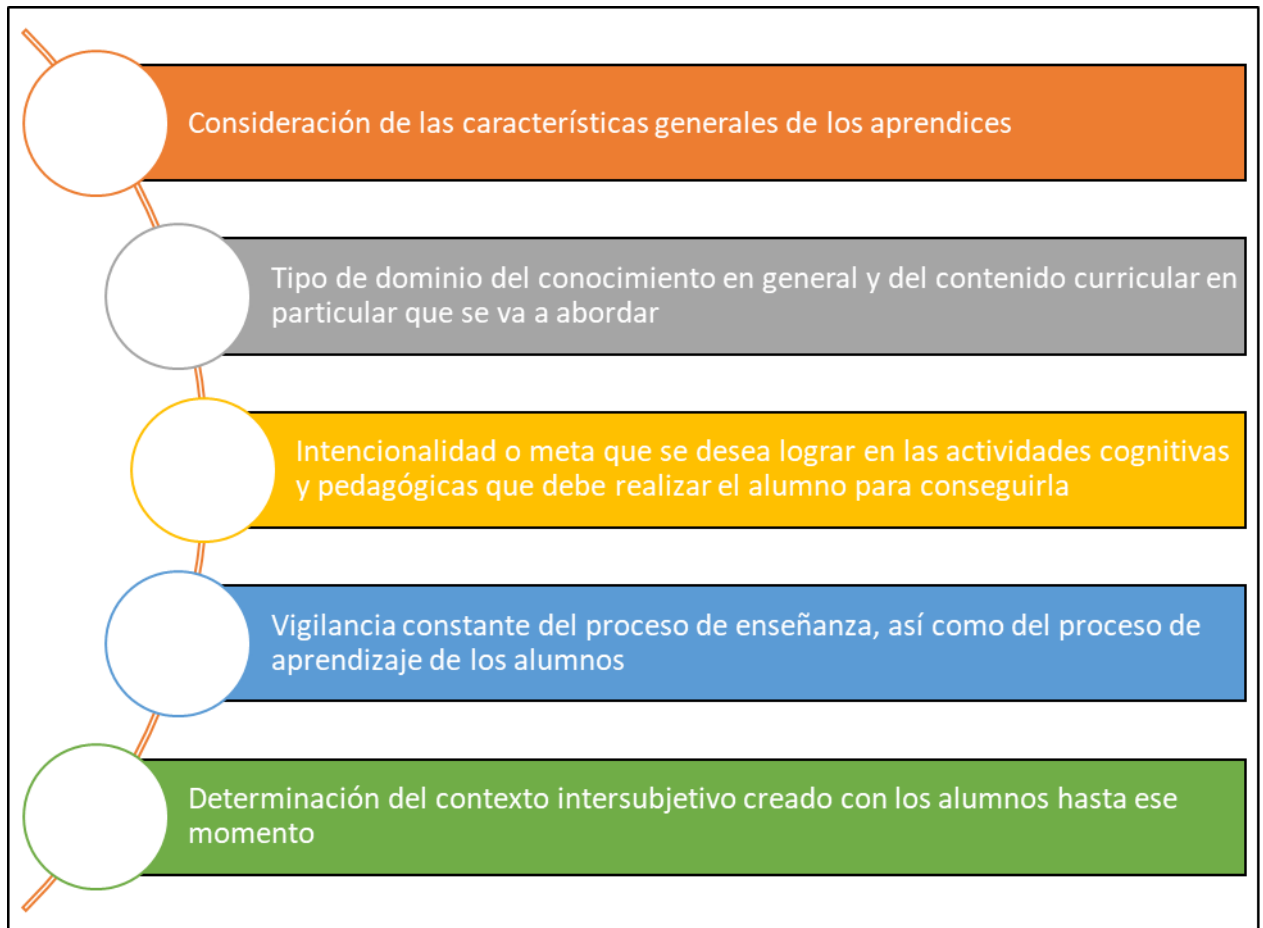 Consideración de las características generales de los aprendices
Tipo de dominio del conocimiento en general y del contenido curricular en
particular que se va a abordar
Intencionalidad o meta que se desea lograr en las actividades cognitivas
y pedagógicas que debe realizar el alumno para conseguirla
Vigilancia constante del proceso de enseñanza, así como del proceso de
aprendizaje de los alumnos
Determinación del contexto intersubjetivo creado con los alumnos hasta ese
momento